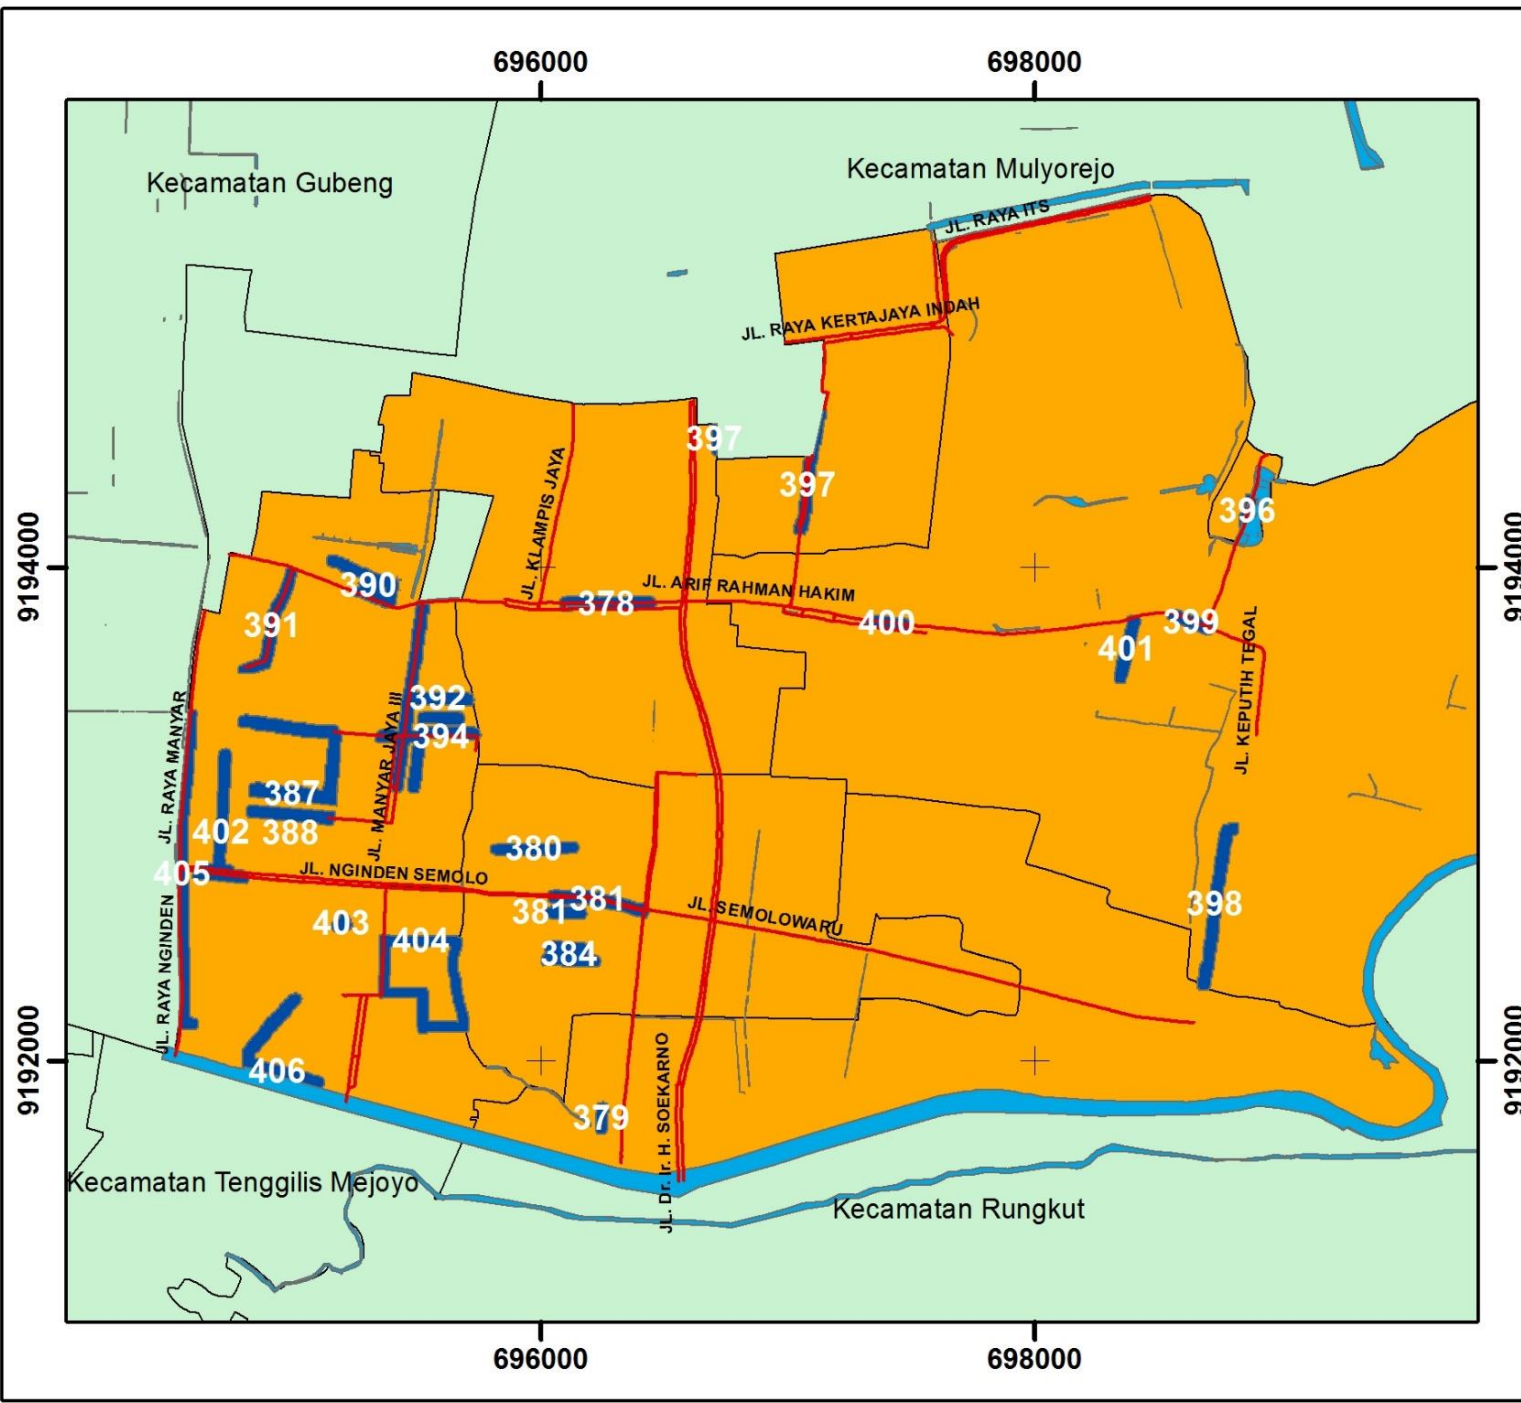 696000 698000
Kecamatan Mulyorejo
Kecamatan Gubeng
JL. RAYA ITS
JL. RAYA KERTAJAYA INDAH
397
JL. KLAMPIS JAYA
397
396
9194000
9194000
390
JL. ARIF RAHMAN HAKIM
378
391
400
399
401
JL. KEPUTIH TEGAL
392
394
JL. RAYA MANYAR
JL. MANYAR JAYA III
387
402
388
380
405
JL. NGINDEN SEMOLO
381
381
JL. SEMOLOWARU
398
403
404
384
JL. RAYA NGINDEN
9192000
9192000
406
379
JL. Dr. Ir. H. SOEKARNO
Kecamatan Tenggilis Mejoyo
Kecamatan Rungkut
696000 698000